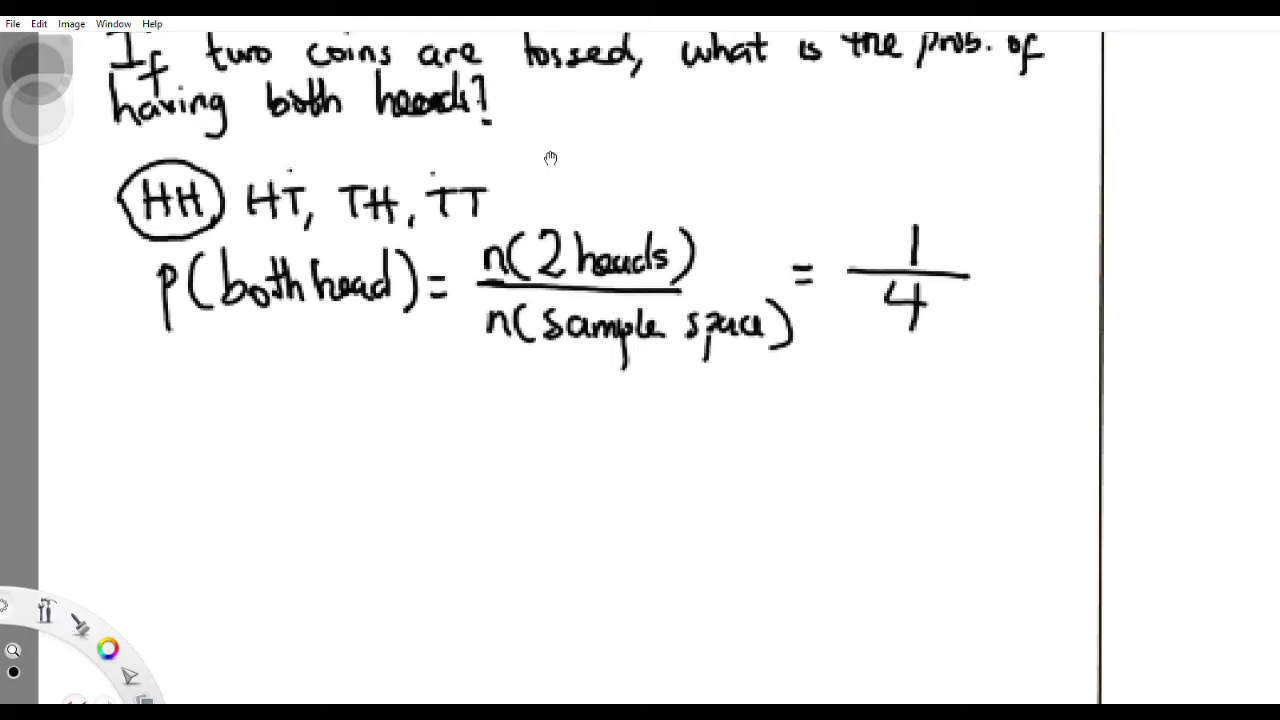 File Edit Image Window Help
If two coins are tossed, what is the prob. of
having both head?
HH HT, TH, TT
P(both head) = n(2 heads) / n(sample space) = 1 / 4